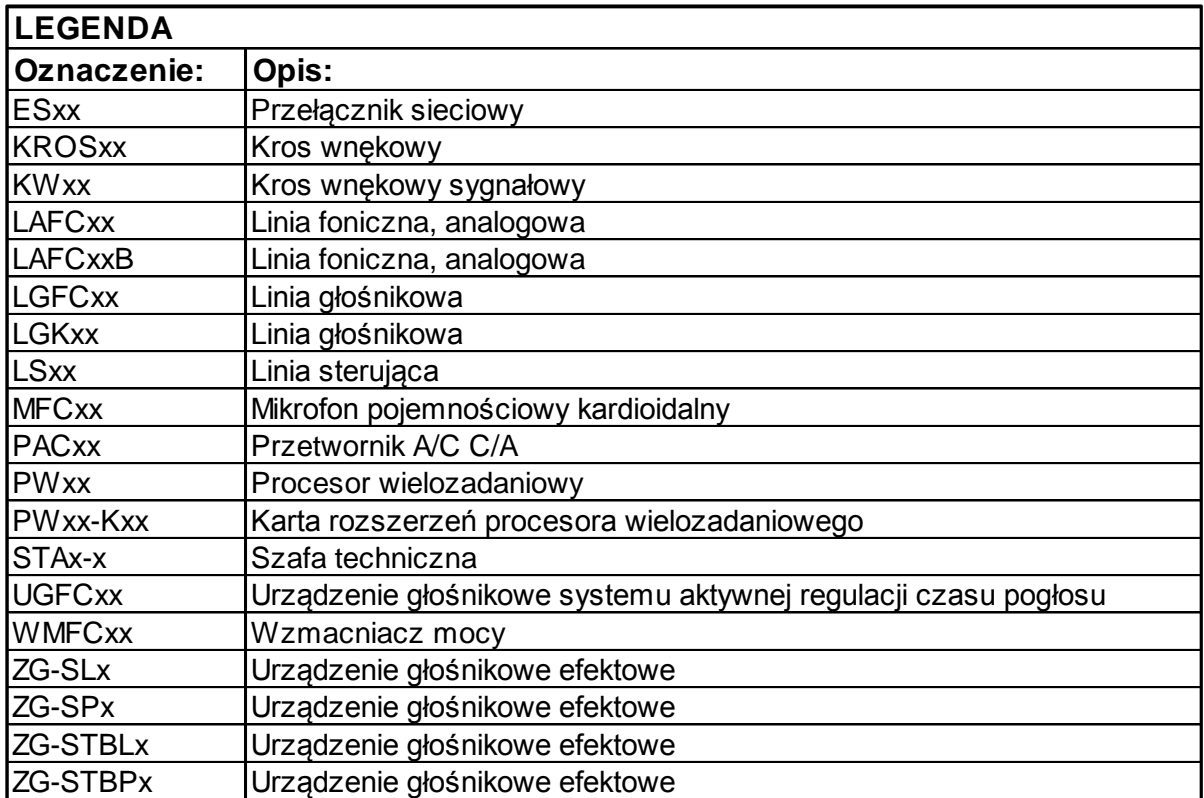 LEGENDA
Oznaczenie: Opis:
ESxx Przełącznik sieciowy
KROSxx Kros wnękowy
KWxx Kros wnękowy sygnałowy
LAFCxx Linia foniczna, analogowa
LAFCxxB Linia foniczna, analogowa
LGFCxx Linia głośnikowa
LGKxx Linia głośnikowa
LSxx Linia sterująca
MFCxx Mikrofon pojemnościowy kardioidalny
PACxx Przetwornik A/C C/A
PWxx Procesor wielozadaniowy
PWxx-Kxx Karta rozszerzeń procesora wielozadaniowego
STAx-x Szafa techniczna
UGFCxx Urządzenie głośnikowe systemu aktywnej regulacji czasu pogłosu
WMFCxx Wzmacniacz mocy
ZG-SLx Urządzenie głośnikowe efektowe
ZG-SPx Urządzenie głośnikowe efektowe
ZG-STBLx Urządzenie głośnikowe efektowe
ZG-STBPx Urządzenie głośnikowe efektowe